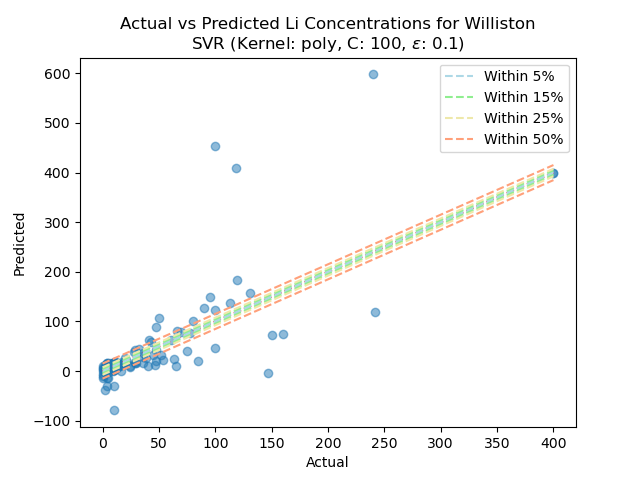 Actual vs Predicted Li Concentrations for Williston
SVR (Kernel: poly, C: 100, ε: 0.1)
600
500
400
300
200
100
0
−100
Predicted
Within 5%
Within 15%
Within 25%
Within 50%
0 50 100 150 200 250 300 350 400
Actual